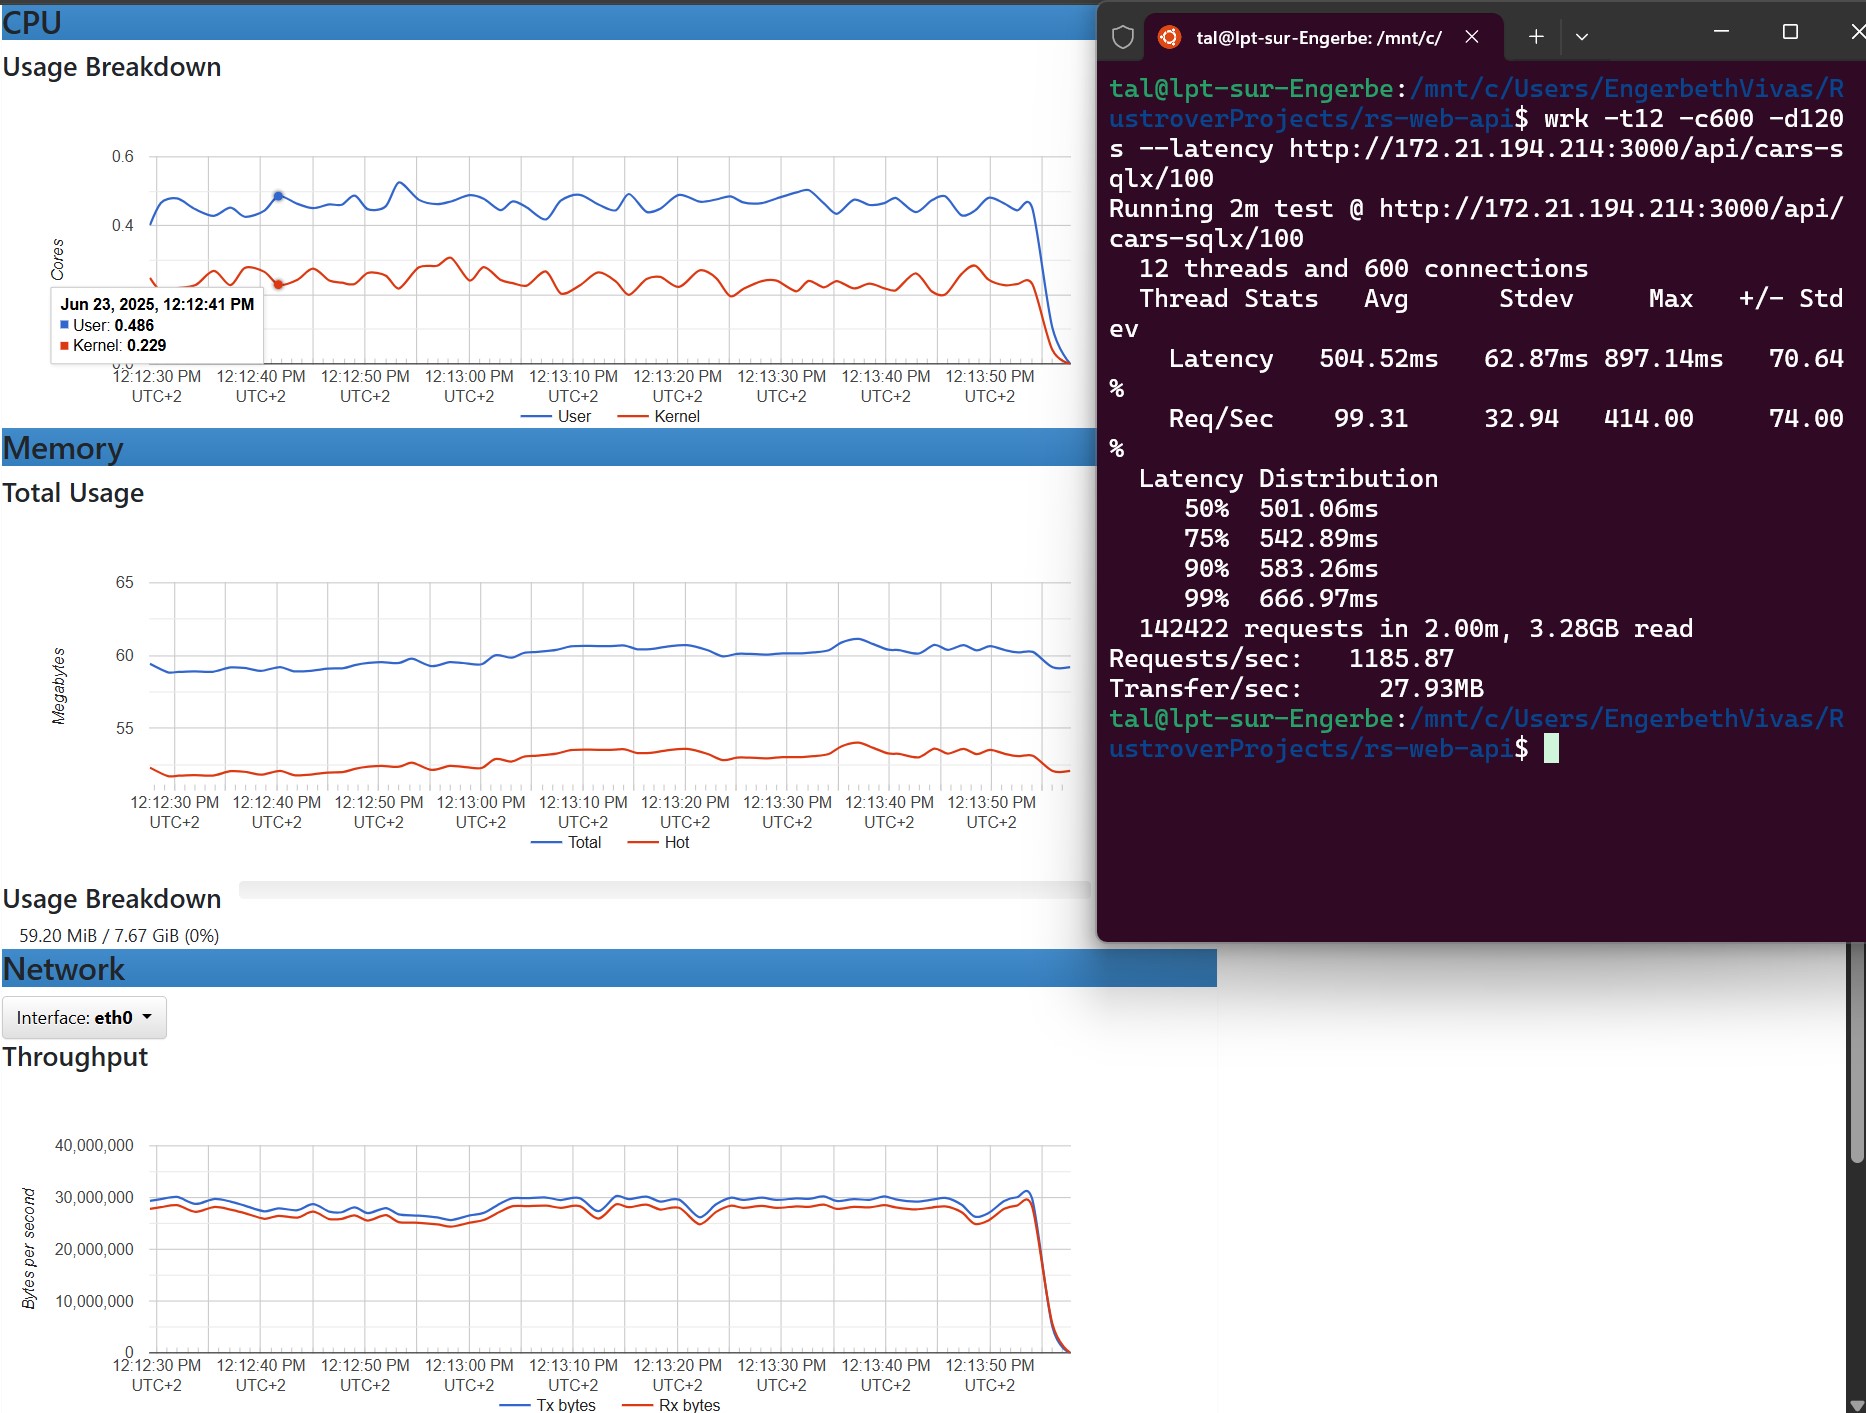 CPU
Usage Breakdown
0.6
0.4
Cores
Jun 23, 2025, 12:12:41 PM
User: 0.486
Kernel: 0.229
12:12:30 PM 12:12:40 PM 12:12:50 PM 12:13:00 PM 12:13:10 PM 12:13:20 PM 12:13:30 PM 12:13:40 PM 12:13:50 PM
UTC+2 UTC+2 UTC+2 UTC+2 UTC+2 UTC+2 UTC+2 UTC+2 UTC+2
User Kernel
Memory
Total Usage
65
60
55
Megabytes
12:12:30 PM 12:12:40 PM 12:12:50 PM 12:13:00 PM 12:13:10 PM 12:13:20 PM 12:13:30 PM 12:13:40 PM 12:13:50 PM
UTC+2 UTC+2 UTC+2 UTC+2 UTC+2 UTC+2 UTC+2 UTC+2 UTC+2
Total Hot
Usage Breakdown
59.20 MiB / 7.67 GiB (0%)
Network
Interface: eth0
Throughput
40,000,000
30,000,000
20,000,000
10,000,000
0
Bytes per second
12:12:30 PM 12:12:40 PM 12:12:50 PM 12:13:00 PM 12:13:10 PM 12:13:20 PM 12:13:30 PM 12:13:40 PM 12:13:50 PM
UTC+2 UTC+2 UTC+2 UTC+2 UTC+2 UTC+2 UTC+2 UTC+2 UTC+2
Tx bytes Rx bytes
tal@lpt-sur-Engerbe: /mnt/c/
tal@lpt-sur-Engerbe:/mnt/c/Users/EngerbethVivas/R
ustroverProjects/rs-web-api$ wrk -t12 -c600 -d120
s --latency http://172.21.194.214:3000/api/cars-s
qlx/100
Running 2m test @ http://172.21.194.214:3000/api/
cars-sqlx/100
12 threads and 600 connections
Thread Stats Avg Stdev Max +/- Std
ev
Latency 504.52ms 62.87ms 897.14ms 70.64
%
Req/Sec 99.31 32.94 414.00 74.00
%
Latency Distribution
50% 501.06ms
75% 542.89ms
90% 583.26ms
99% 666.97ms
142422 requests in 2.00m, 3.28GB read
Requests/sec: 1185.87
Transfer/sec: 27.93MB
tal@lpt-sur-Engerbe:/mnt/c/Users/EngerbethVivas/R
ustroverProjects/rs-web-api$